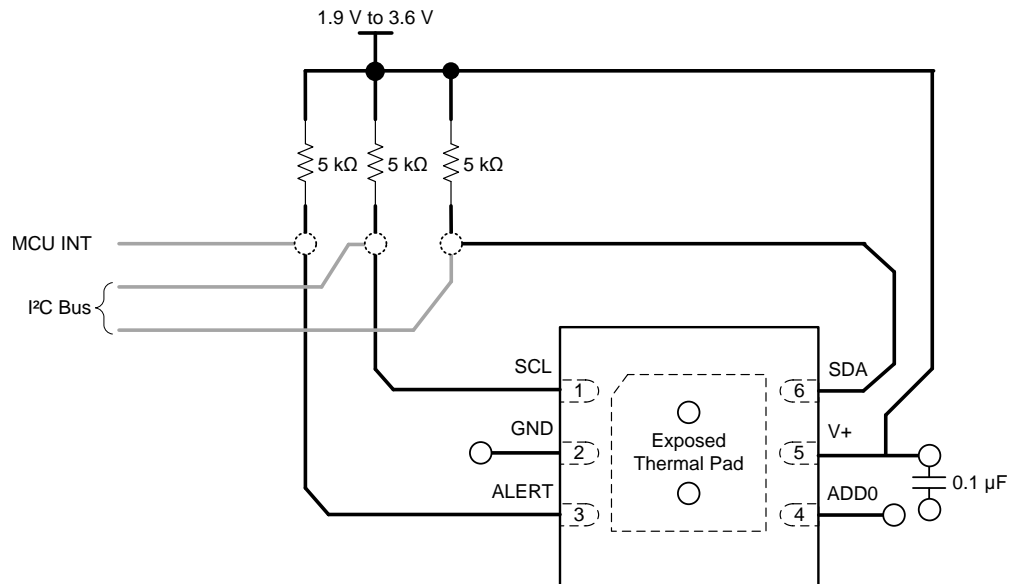 1.9 V to 3.6 V
5 kΩ
5 kΩ
5 kΩ
MCU INT
I²C Bus
SCL
1
SDA
6
GND
2
Exposed
Thermal Pad
V+
5
0.1 µF
ALERT
3
ADD0
4